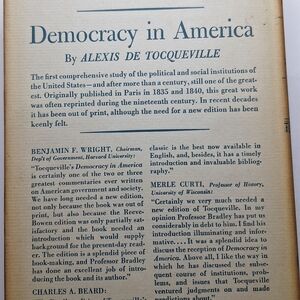 Democracy in America
By ALEXIS DE TOCQUEVILLE
The first comprehensive study of the political and social institutions of
the United States—and after more than a century, still one of the great-
est. Originally published in Paris in 1835 and 1840, this great work
was often reprinted during the nineteenth century. In recent decades
it has been out of print, although the need for a new edition has been
keenly felt.
BENJAMIN F. WRIGHT, Chairman,
Dep't of Government, Harvard University:
"Tocqueville's Democracy in America
is certainly one of the two or three
greatest commentaries ever written
on American government and society.
We have long needed a new edition,
not only because the book was out of
print, but also because the Reeve-
Bowen edition was only partially satis-
factory and the book needed an
introduction which would supply
background for the present-day read-
er. The edition is a splendid piece of
book-making, and Professor Bradley
has done an excellent job of intro-
ducing the book and its author."
CHARLES A. BEARD:
classic is the best now available in
English, and, besides, it has a timely
introduction and invaluable bibliog-
raphy."
MERLE CURTI, Professor of History,
University of Wisconsin:
"Certainly we very much needed a
new edition of Tocqueville. In my
opinion Professor Bradley has put us
considerably in debt to him. I find his
introduction illuminating and infor-
mative. . . . It was a splendid idea to
discuss the reception of Democracy in
America. Above all, I like the way in
which he has discussed the subse-
quent course of institutions, prob-
lems, and issues that Tocqueville
ventured judgments on and made
predictions about."